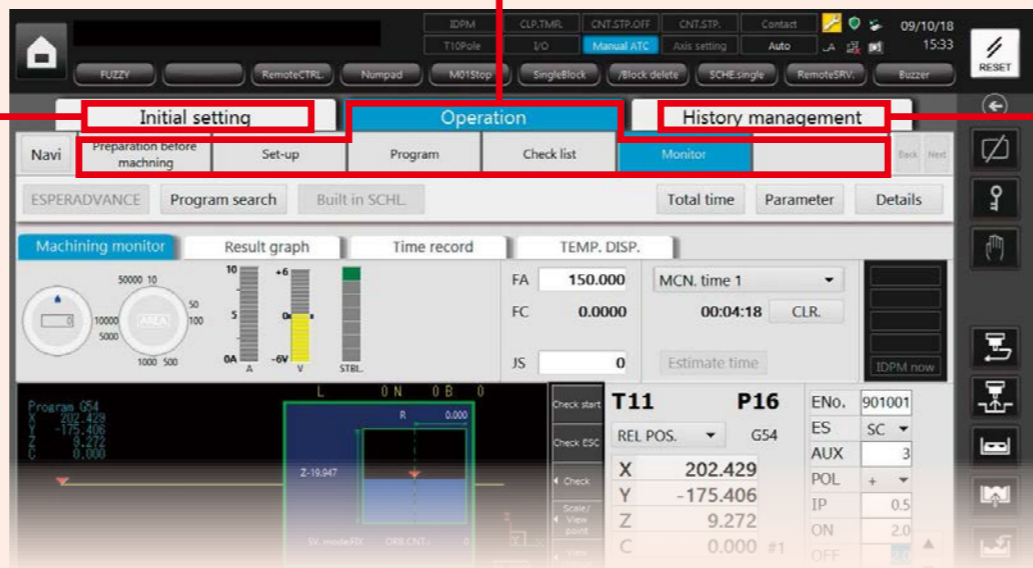 IDPM CLP.TMR. CNT.STP.OFF CNT.STP. Contact 09/10/18
T10Pole I/O Manual ATC Axis setting Auto 15:33
FUZZY RemoteCTRL. Numpad M01Stop SingleBlock /Block delete SCHE.single RemoteSRV. Buzzer
RESET
Initial setting Operation History management
Navi Preparation before machning Set-up Program Check list Monitor Back Next
ESPERADVANCE Program search Built in SCHL. Total time Parameter Details
Machining monitor Result graph Time record TEMP. DISP.
50000 10
50
100
10000
5000
1000 500
AREA
0
10
5
0A
A
+6
0
-6V
V
STBL.
FA 150.000
FC 0.0000
JS 0
MCN. time 1
00:04:18 CLR.
Estimate time
IDPM now
Program G54
X 202.429
Y -175.406
Z 9.272
C 0.000
L 0 N 0 B 0
R 0.000
Z-19.947
SV. mode:FDI ORB.CNT.: 0
Check start
Check ESC
Check
Scale/
View
point
View
T11 P16
REL POS. G54
X 202.429
Y -175.406
Z 9.272
C 0.000 #1
ENo. 901001
ES SC
AUX 3
POL +
IP 0.5
ON 2.0
OFF 2.0